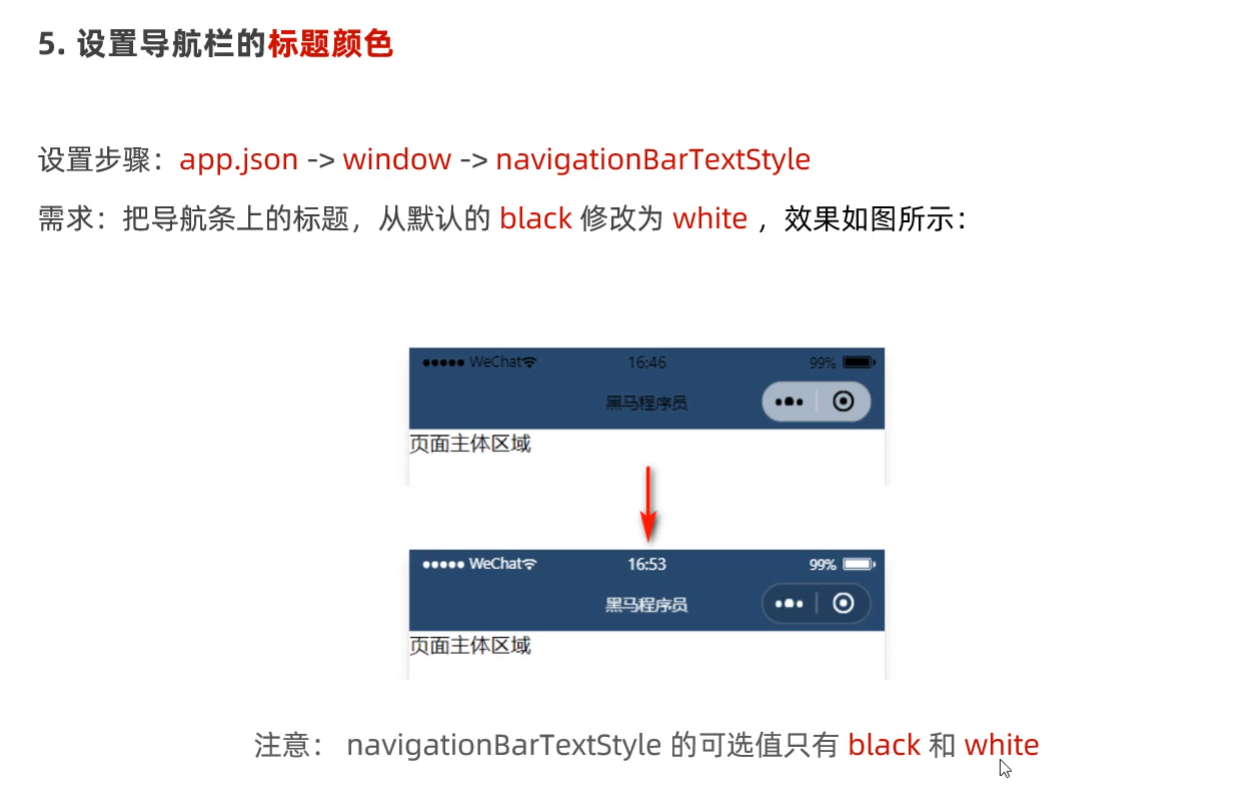 5. 设置导航栏的标题颜色
设置步骤：app.json -> window -> navigationBarTextStyle
需求：把导航条上的标题，从默认的 black 修改为 white ，效果如图所示：
WeChat 16:46 99%
黑马程序员
页面主体区域
WeChat 16:53 99%
黑马程序员
页面主体区域
注意： navigationBarTextStyle 的可选值只有 black 和 white